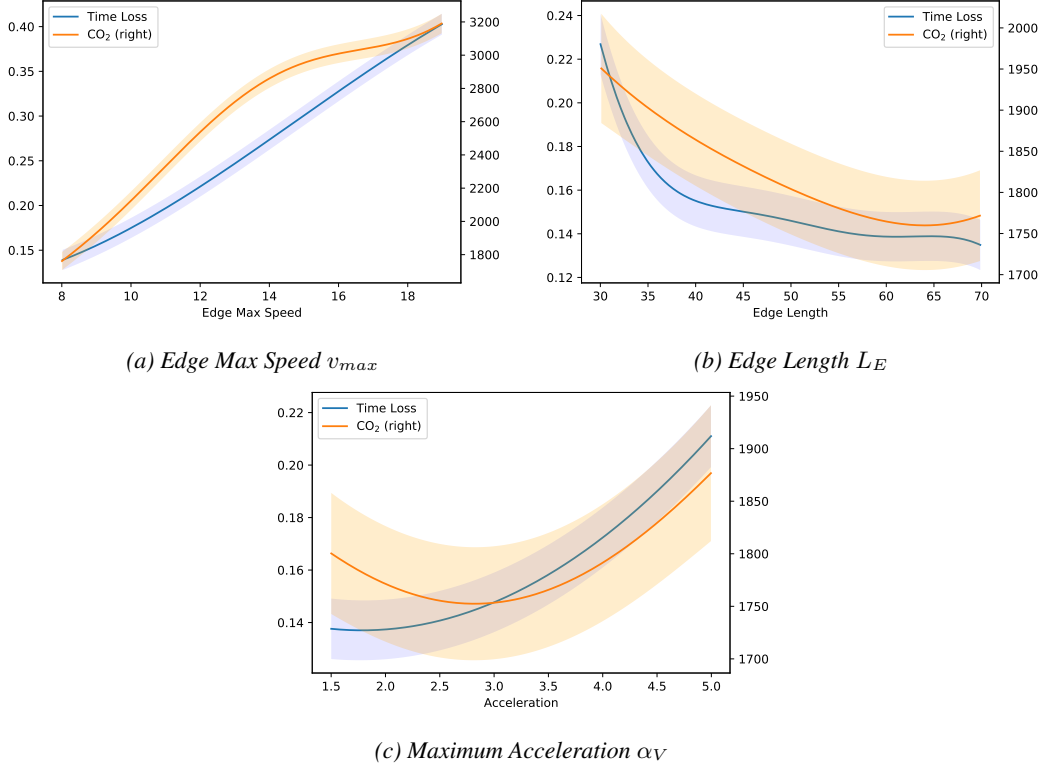 Time Loss
CO₂ (right)
0.40
0.35
0.30
0.25
0.20
0.15
3200
3000
2800
2600
2400
2200
2000
1800
8 10 12 14 16 18
Edge Max Speed
(a) Edge Max Speed v_max
Time Loss
CO₂ (right)
0.24
0.22
0.20
0.18
0.16
0.14
0.12
2000
1950
1900
1850
1800
1750
1700
30 35 40 45 50 55 60 65 70
Edge Length
(b) Edge Length L_E
Time Loss
CO₂ (right)
0.22
0.20
0.18
0.16
0.14
1950
1900
1850
1800
1750
1700
1.5 2.0 2.5 3.0 3.5 4.0 4.5 5.0
Acceleration
(c) Maximum Acceleration α_V